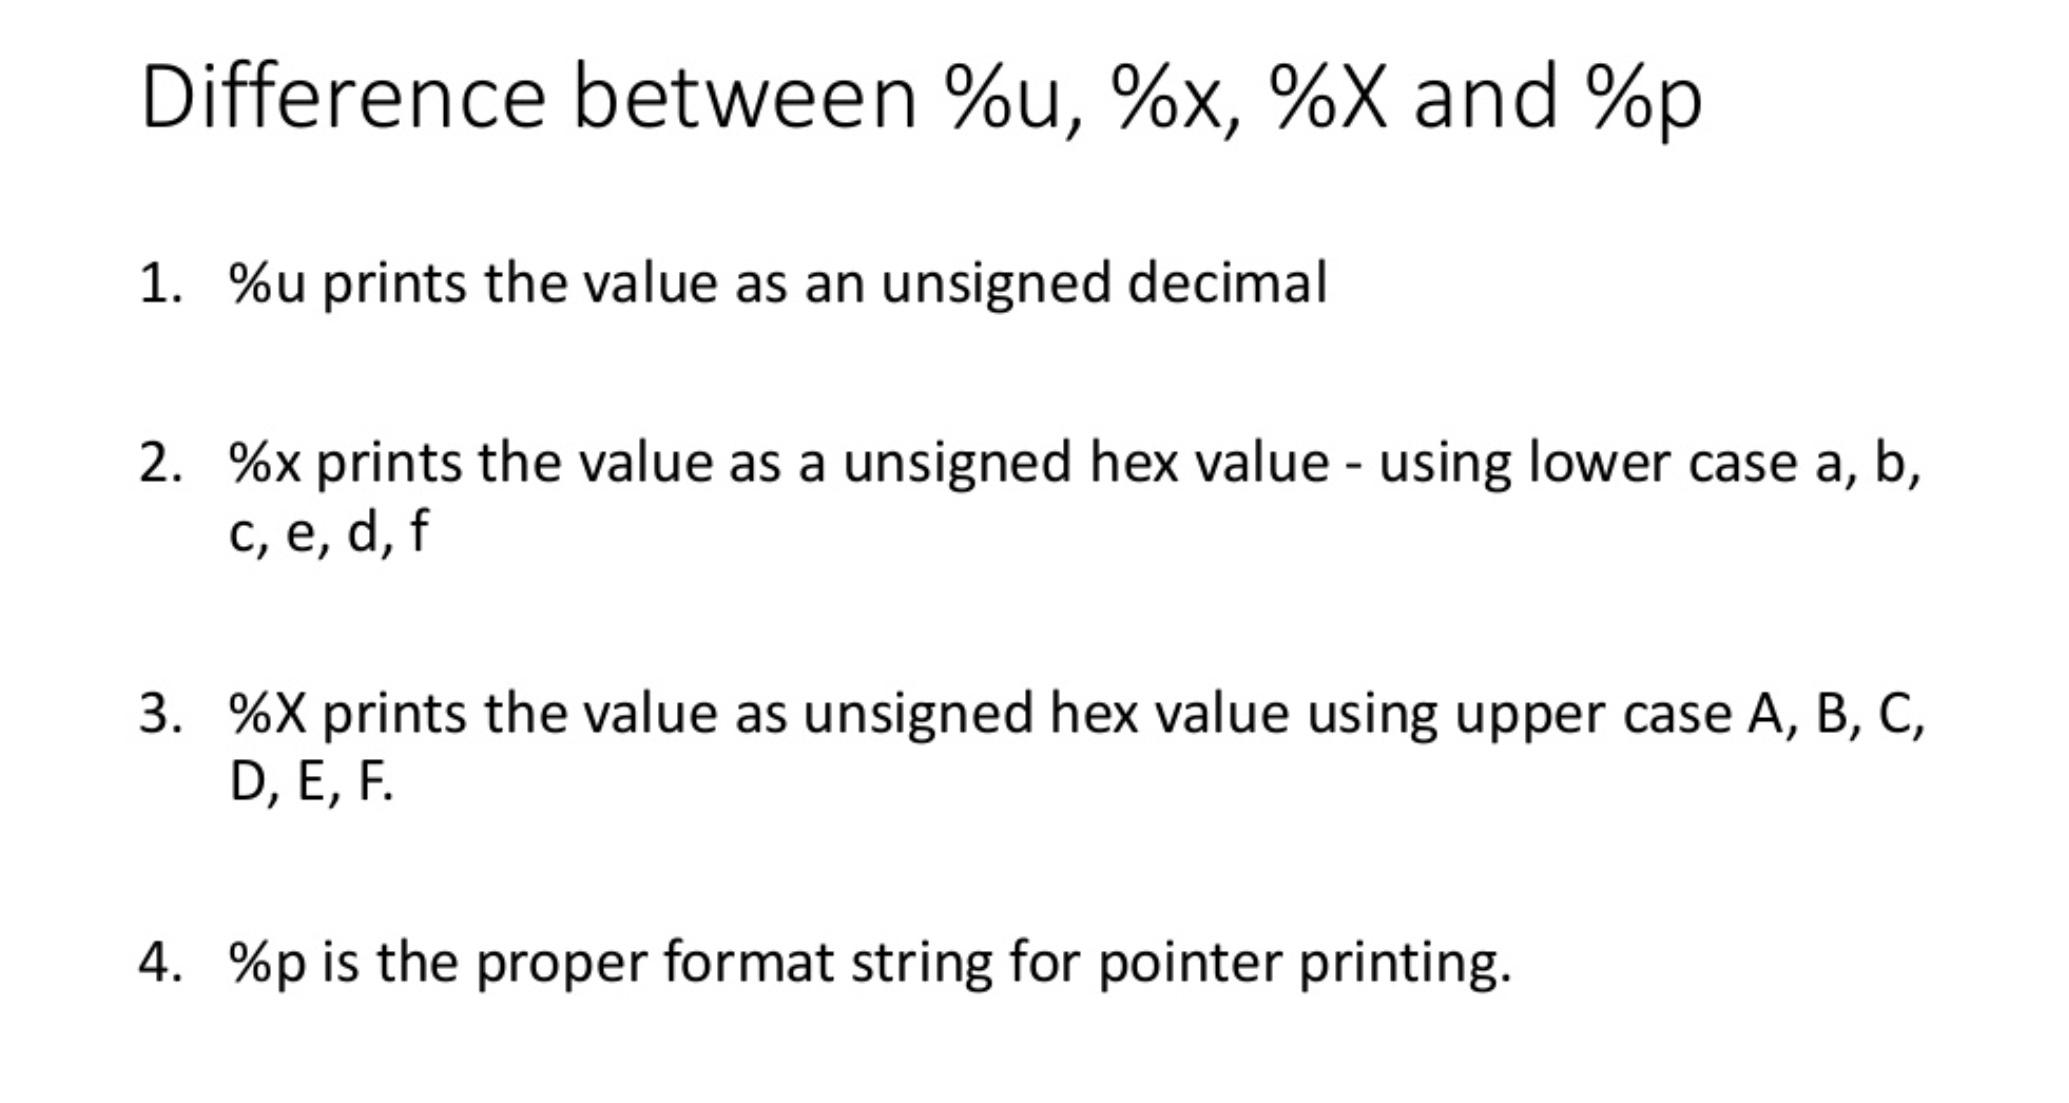 Difference between %u, %x, %X and %p
1. %u prints the value as an unsigned decimal
2. %x prints the value as a unsigned hex value - using lower case a, b,
c, e, d, f
3. %X prints the value as unsigned hex value using upper case A, B, C,
D, E, F.
4. %p is the proper format string for pointer printing.